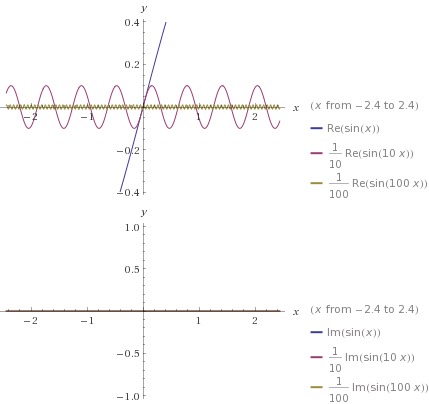 y
0.4
0.2
−2
−1
1
2
x
−0.2
−0.4
(x from −2.4 to 2.4)
Re(sin(x))
1/10 Re(sin(10 x))
1/100 Re(sin(100 x))
y
1.0
0.5
−2
−1
1
2
x
−0.5
−1.0
(x from −2.4 to 2.4)
Im(sin(x))
1/10 Im(sin(10 x))
1/100 Im(sin(100 x))